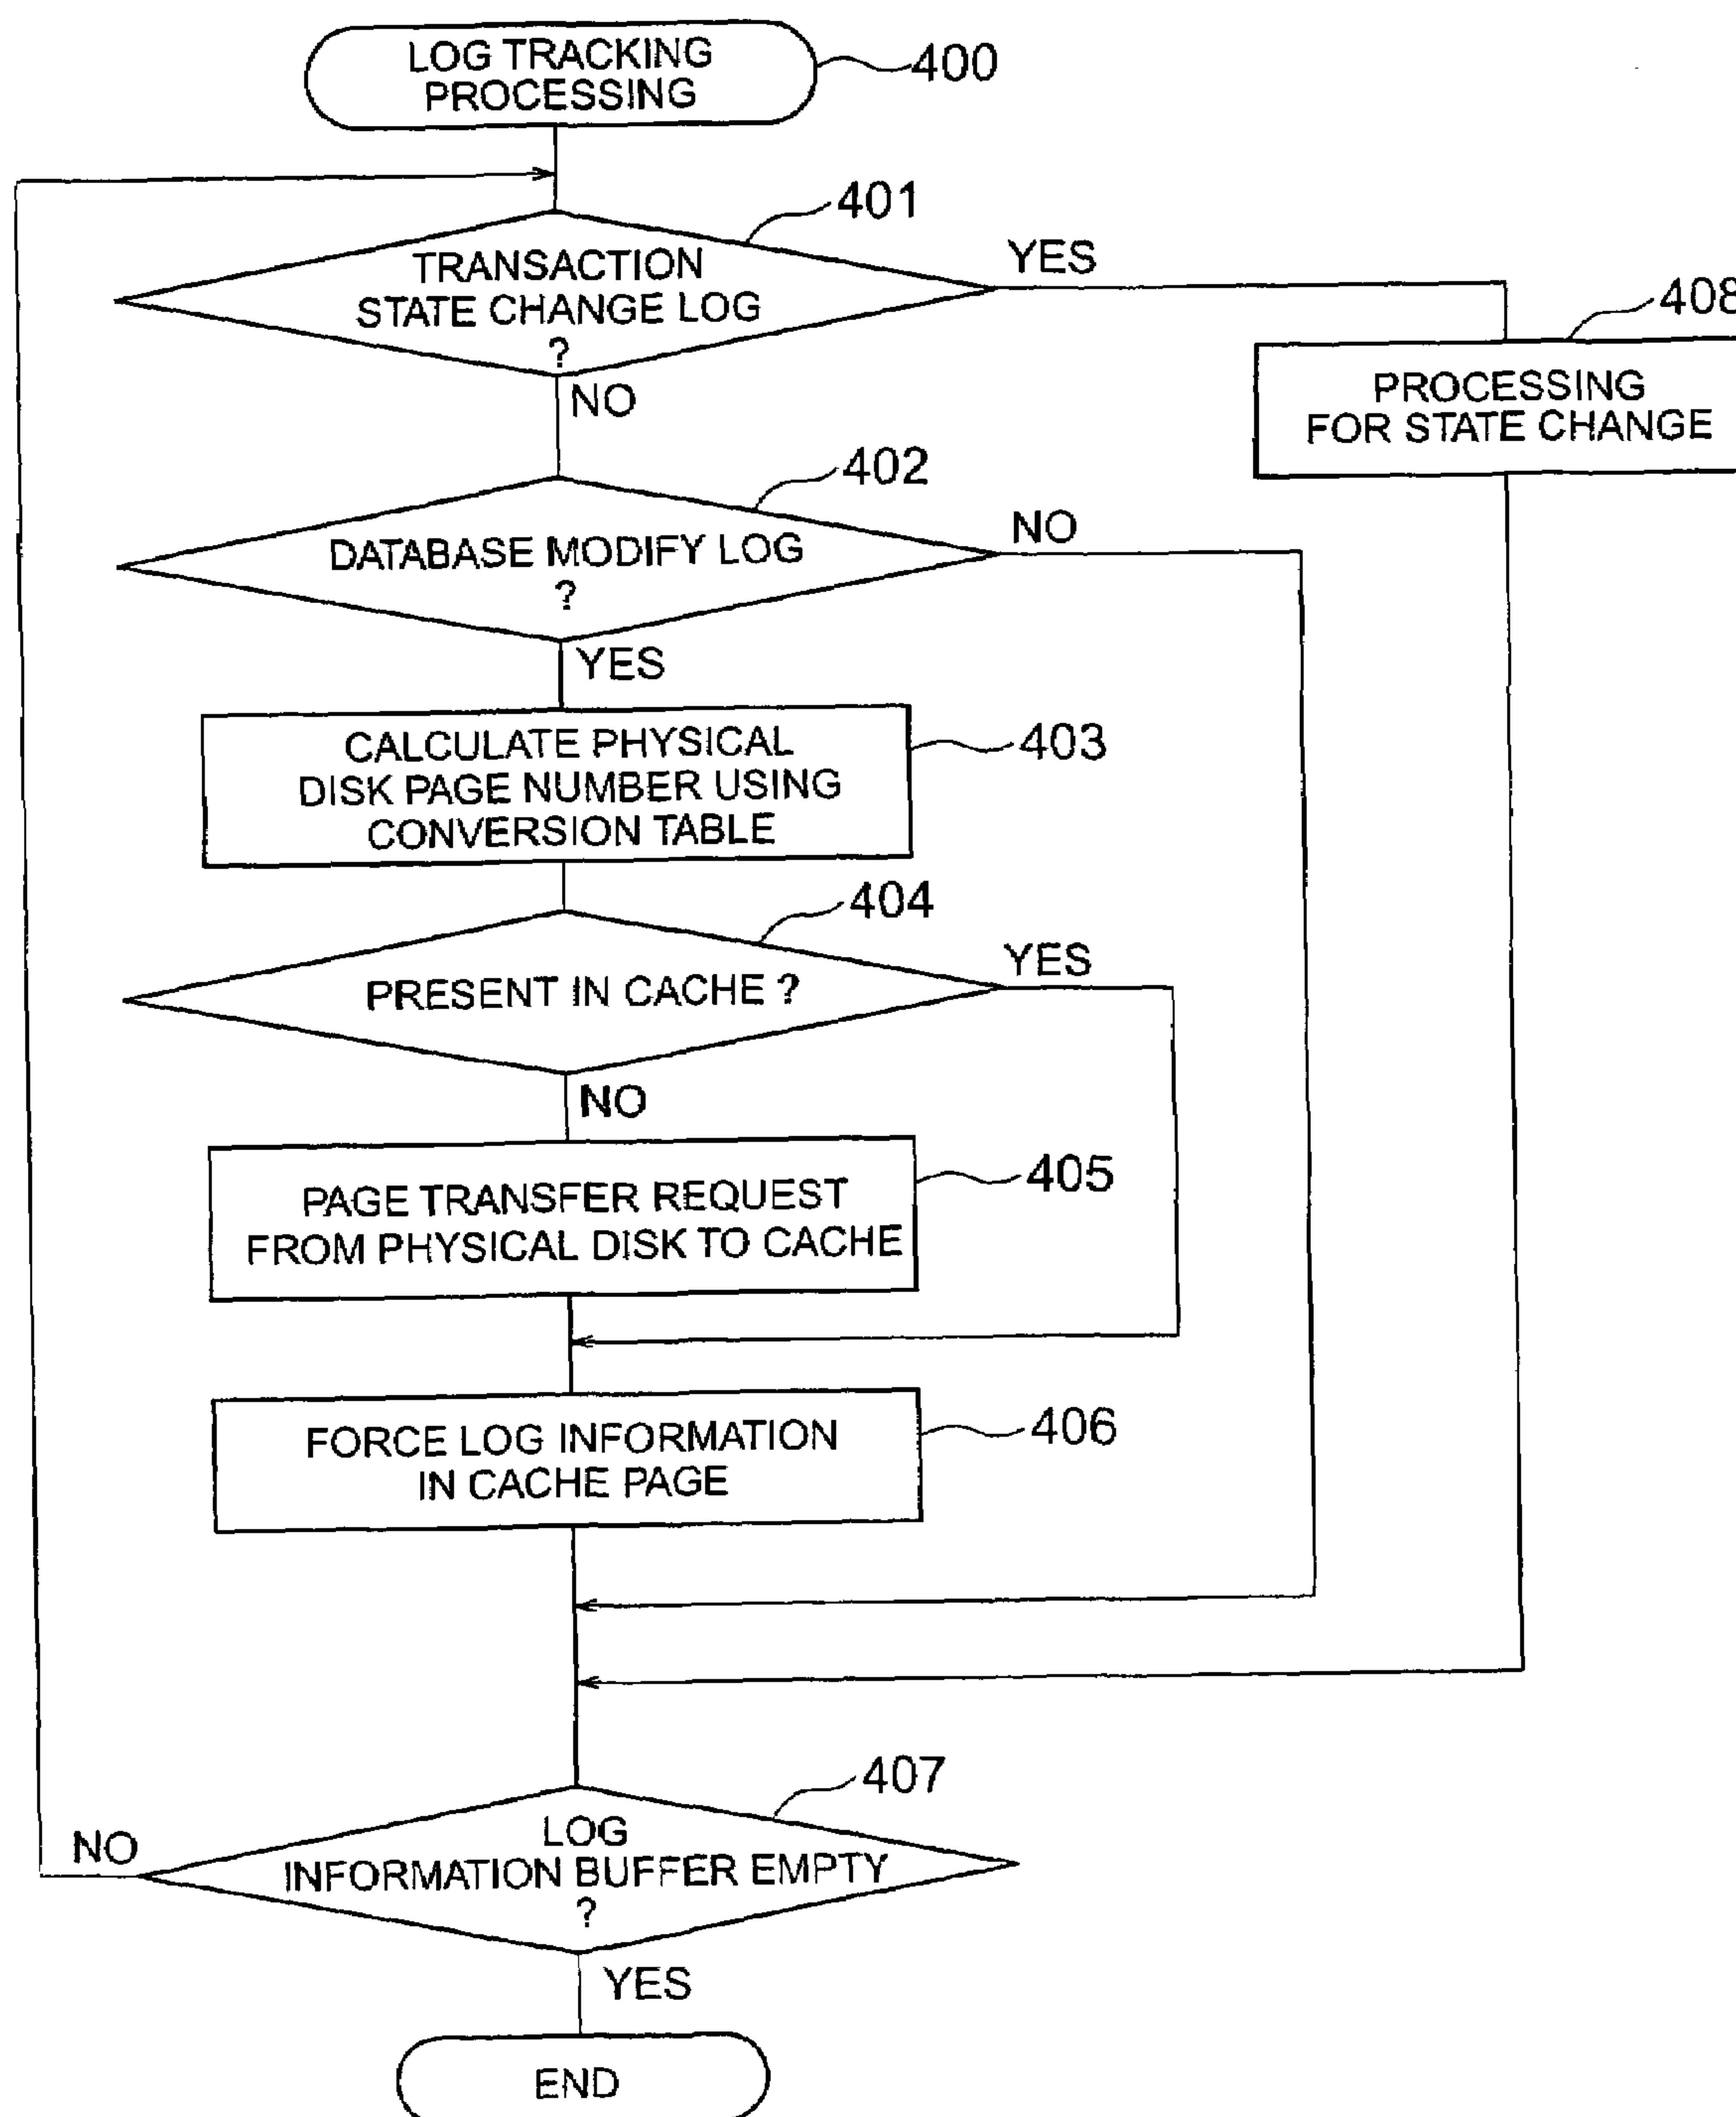 LOG TRACKING
PROCESSING
400
401
TRANSACTION
STATE CHANGE LOG
?
YES
NO
408
PROCESSING
FOR STATE CHANGE
402
DATABASE MODIFY LOG
?
NO
YES
403
CALCULATE PHYSICAL
DISK PAGE NUMBER USING
CONVERSION TABLE
404
PRESENT IN CACHE ?
YES
NO
405
PAGE TRANSFER REQUEST
FROM PHYSICAL DISK TO CACHE
406
FORCE LOG INFORMATION
IN CACHE PAGE
407
LOG
INFORMATION BUFFER EMPTY
?
NO
YES
END